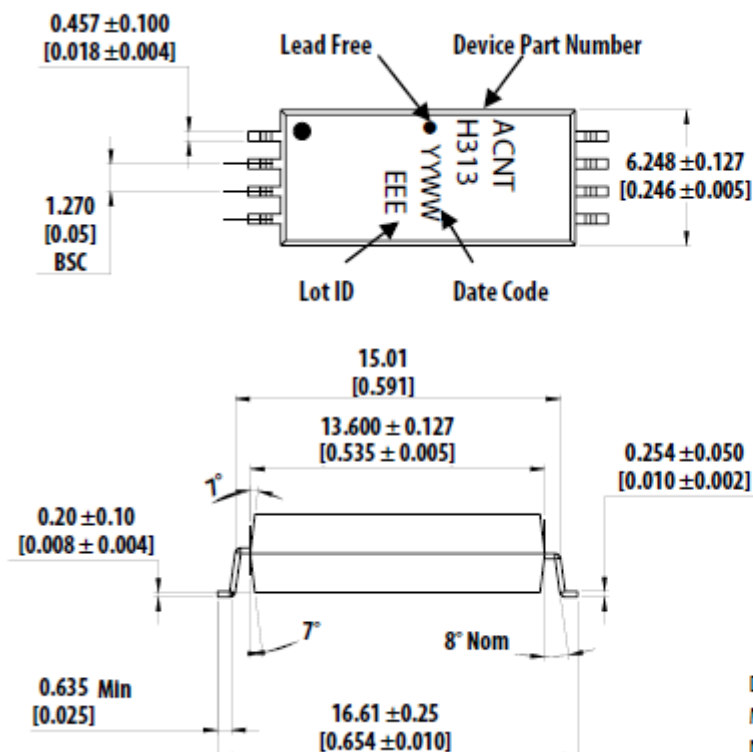 0.457 ±0.100
[0.018 ±0.004]
Lead Free
Device Part Number
ACNT
H313
YYWW
EEE
6.248 ±0.127
[0.246 ±0.005]
1.270
[0.05]
BSC
Lot ID
Date Code
15.01
[0.591]
13.600 ± 0.127
[0.535 ± 0.005]
0.254 ±0.050
[0.010 ±0.002]
7°
0.20 ±0.10
[0.008 ± 0.004]
7°
8° Nom
0.635 Min
[0.025]
16.61 ±0.25
[0.654 ±0.010]